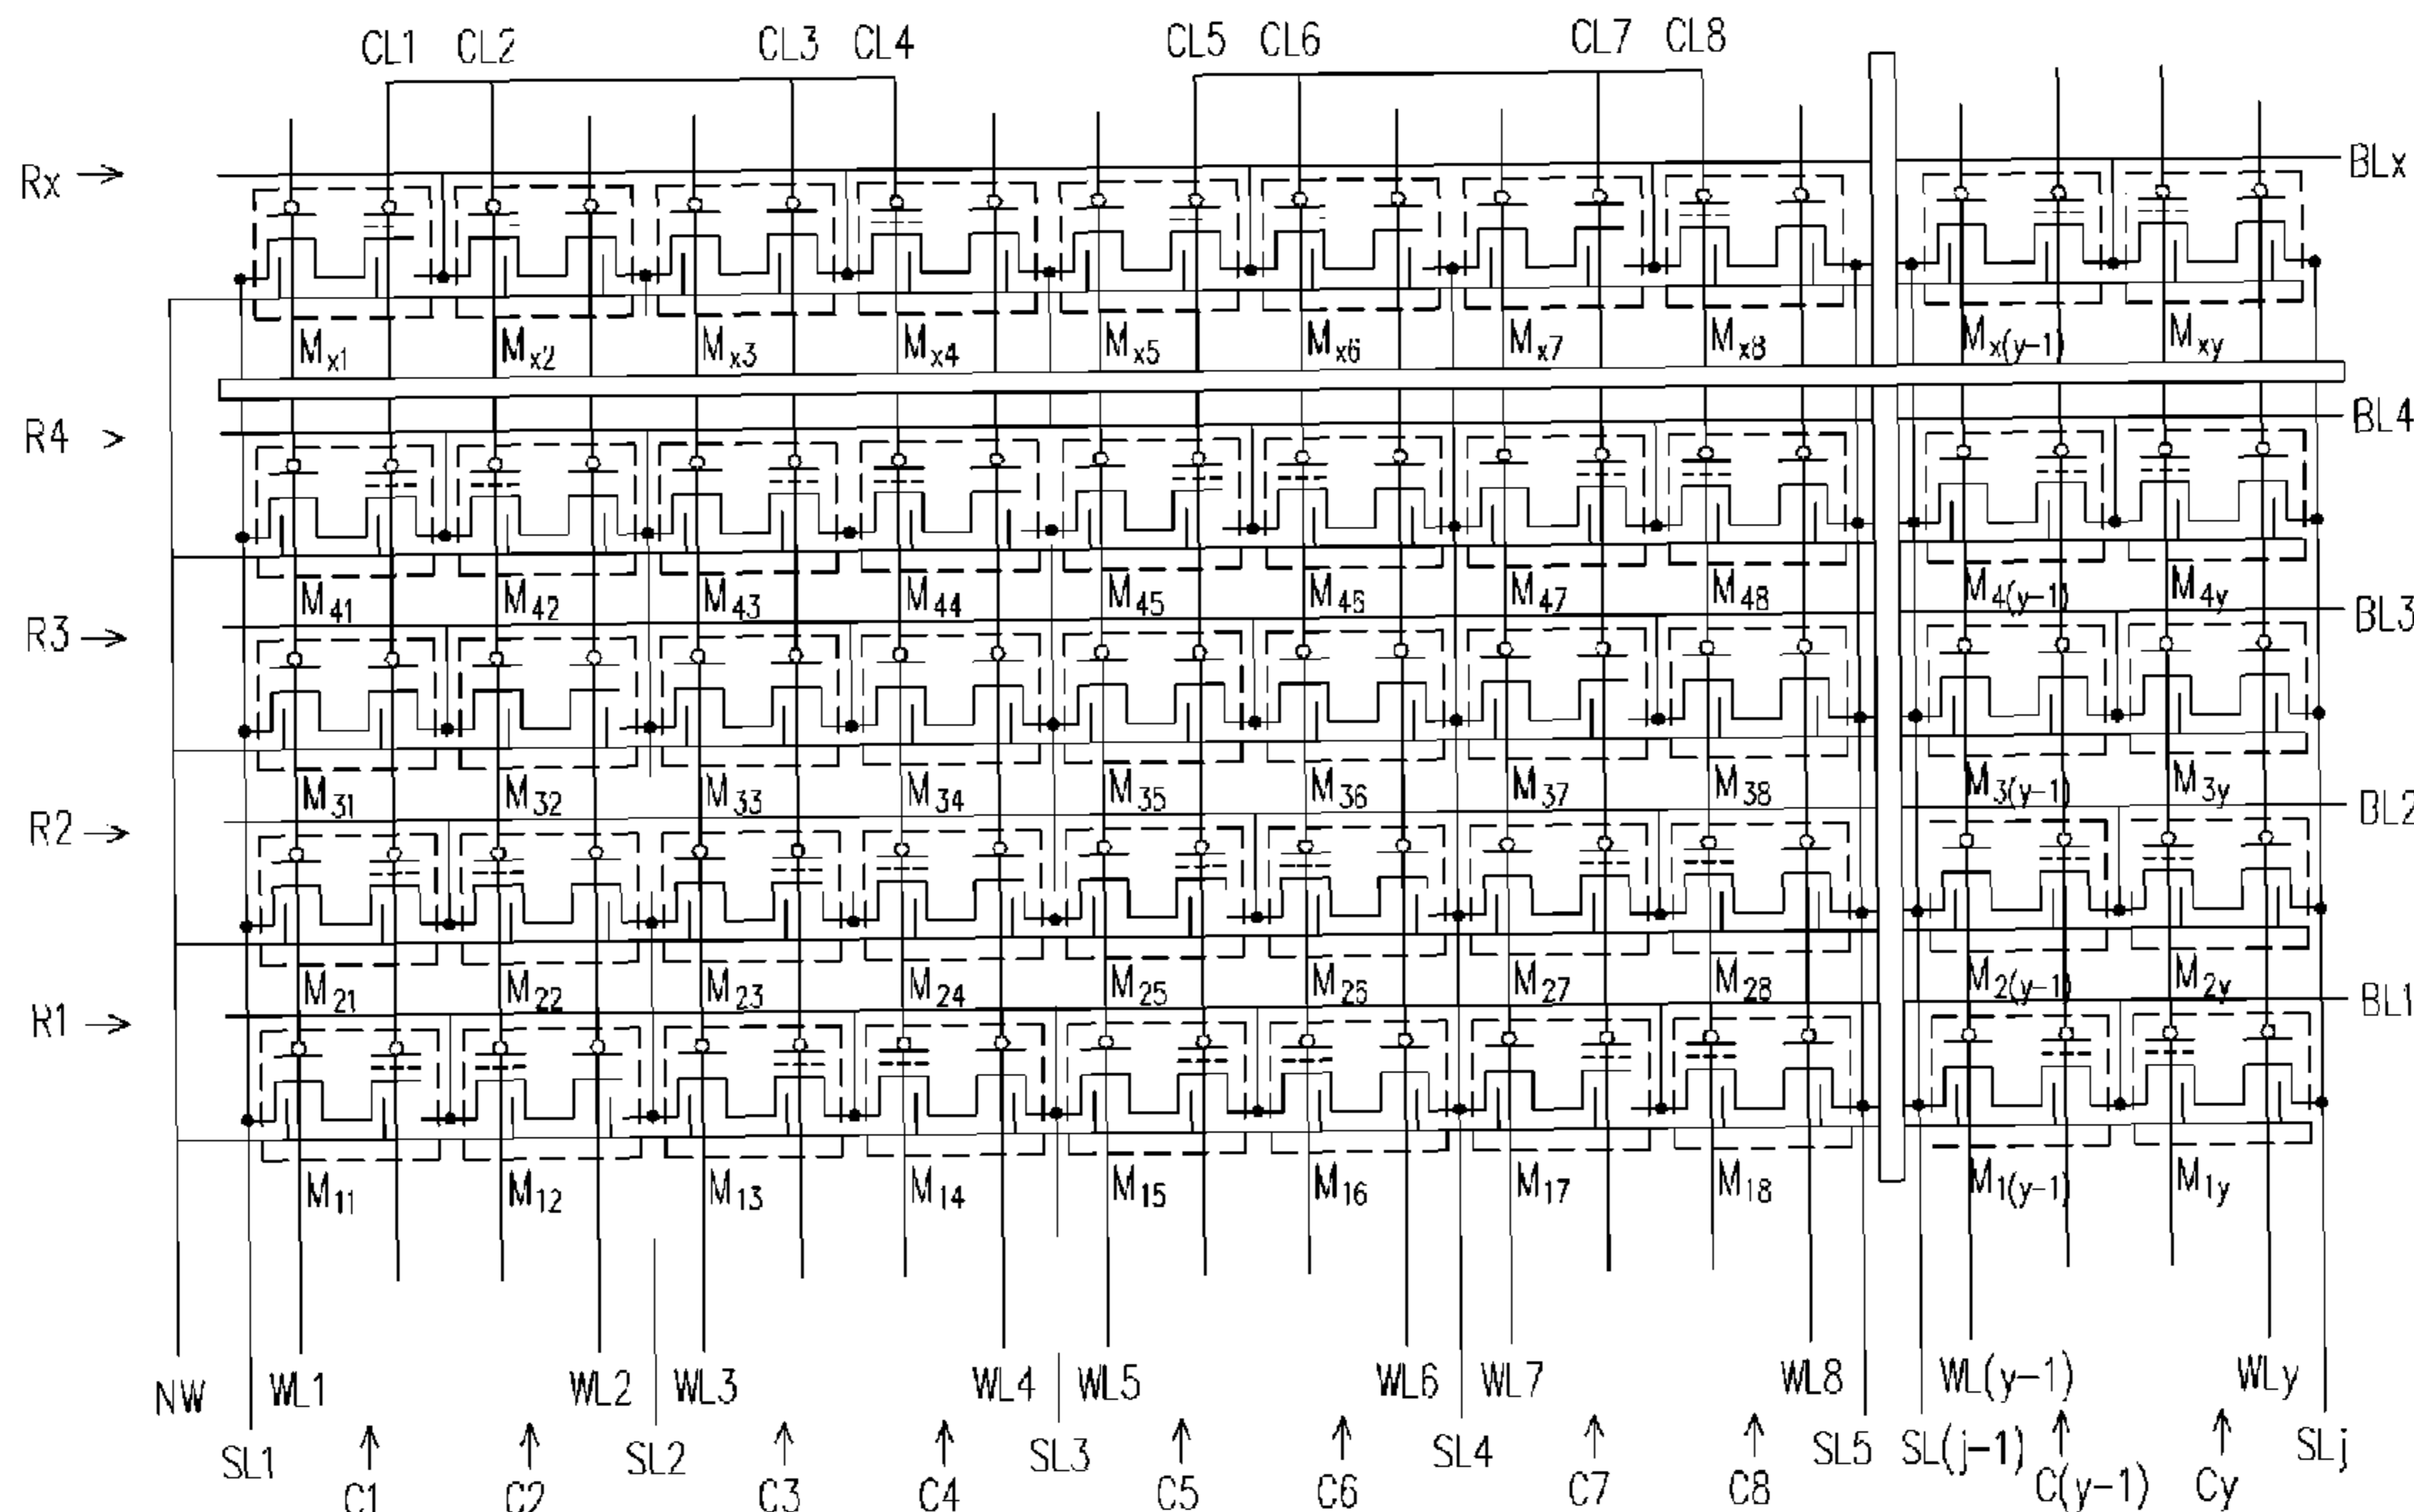 CL1 CL2 CL3 CL4 CL5 CL6 CL7 CL8
Rx BLx
Mx1 Mx2 Mx3 Mx4 Mx5 Mx6 Mx7 Mx8 Mx(y-1) Mxy
R4 BL4
M41 M42 M43 M44 M45 M46 M47 M48 M4(y-1) M4y
R3 BL3
M31 M32 M33 M34 M35 M36 M37 M38 M3(y-1) M3y
R2 BL2
M21 M22 M23 M24 M25 M26 M27 M28 M2(y-1) M2y
R1 BL1
M11 M12 M13 M14 M15 M16 M17 M18 M1(y-1) M1y
NW WL1 WL2 WL3 WL4 WL5 WL6 WL7 WL8 WL(y-1) WLy
SL1 SL2 SL3 SL4 SL5 SL(j-1) SLj
C1 C2 C3 C4 C5 C6 C7 C8 C(y-1) Cy